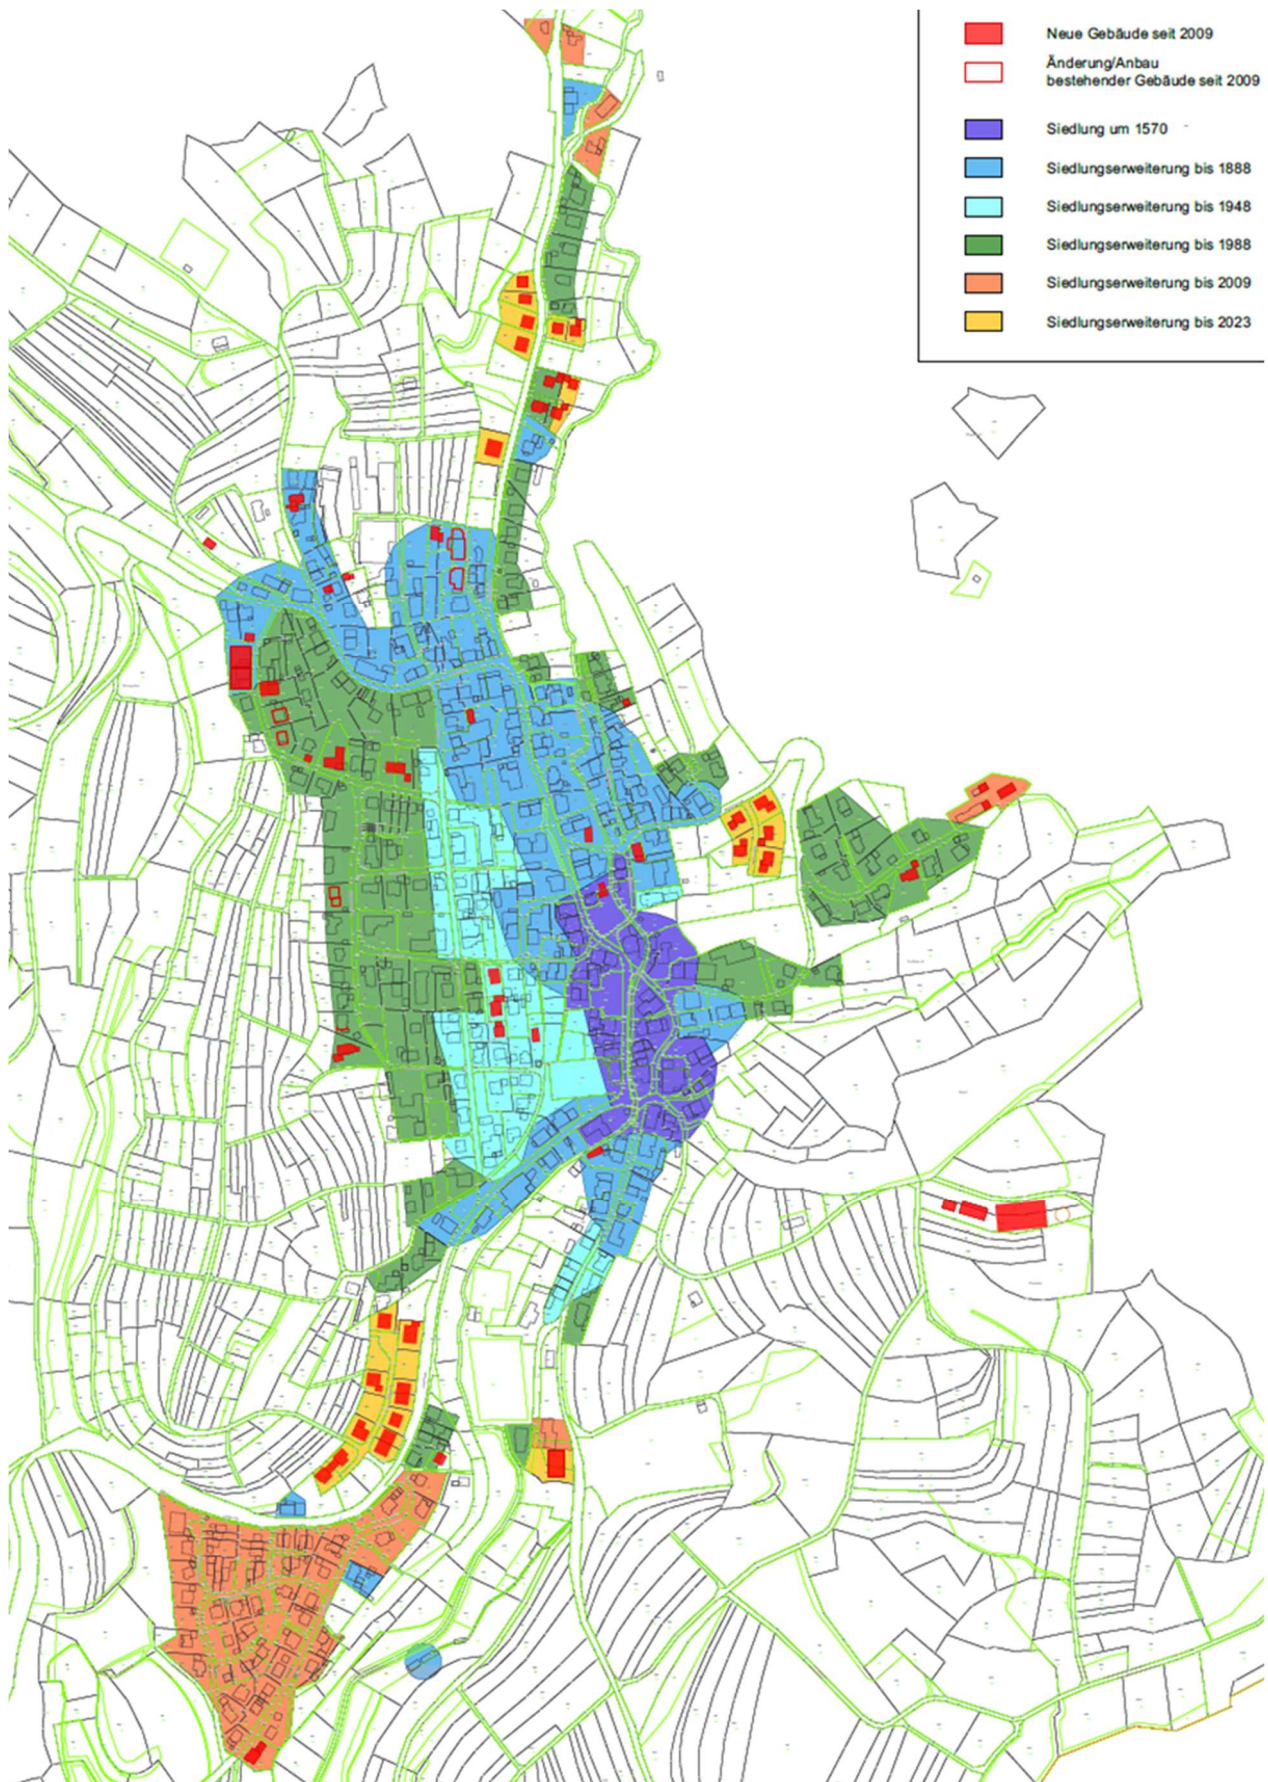 Neue Gebäude seit 2009
Änderung/Anbau
bestehender Gebäude seit 2009
Siedlung um 1570
Siedlungserweiterung bis 1888
Siedlungserweiterung bis 1948
Siedlungserweiterung bis 1988
Siedlungserweiterung bis 2009
Siedlungserweiterung bis 2023